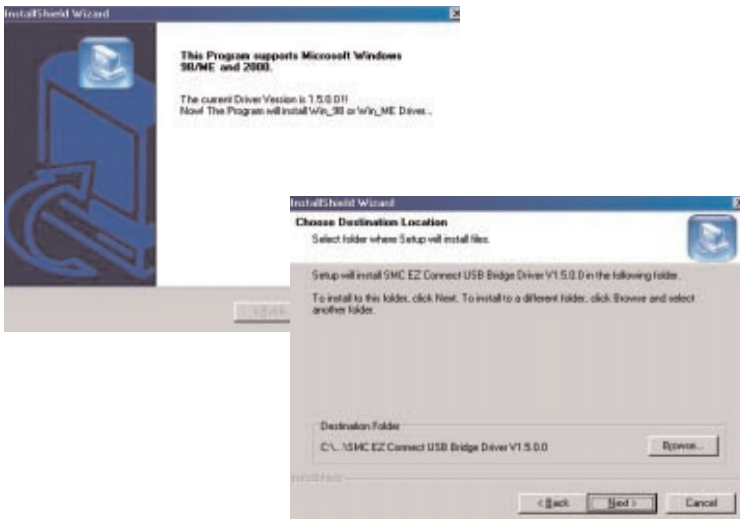 InstallShield Wizard
This Program supports Microsoft Windows
98/ME and 2000.
The current Driver Version is 1.5.0.0!!
Now! The Program will install Win_98 or Win_ME Driver...
< Back
InstallShield Wizard
Choose Destination Location
Select folder where Setup will install files.
Setup will install SMC EZ Connect USB Bridge Driver V1.5.0.0 in the following folder.
To install to this folder, click Next. To install to a different folder, click Browse and select
another folder.
Destination Folder
C:\...\SMC EZ Connect USB Bridge Driver V1.5.0.0
Browse...
InstallShield
< Back
Next >
Cancel